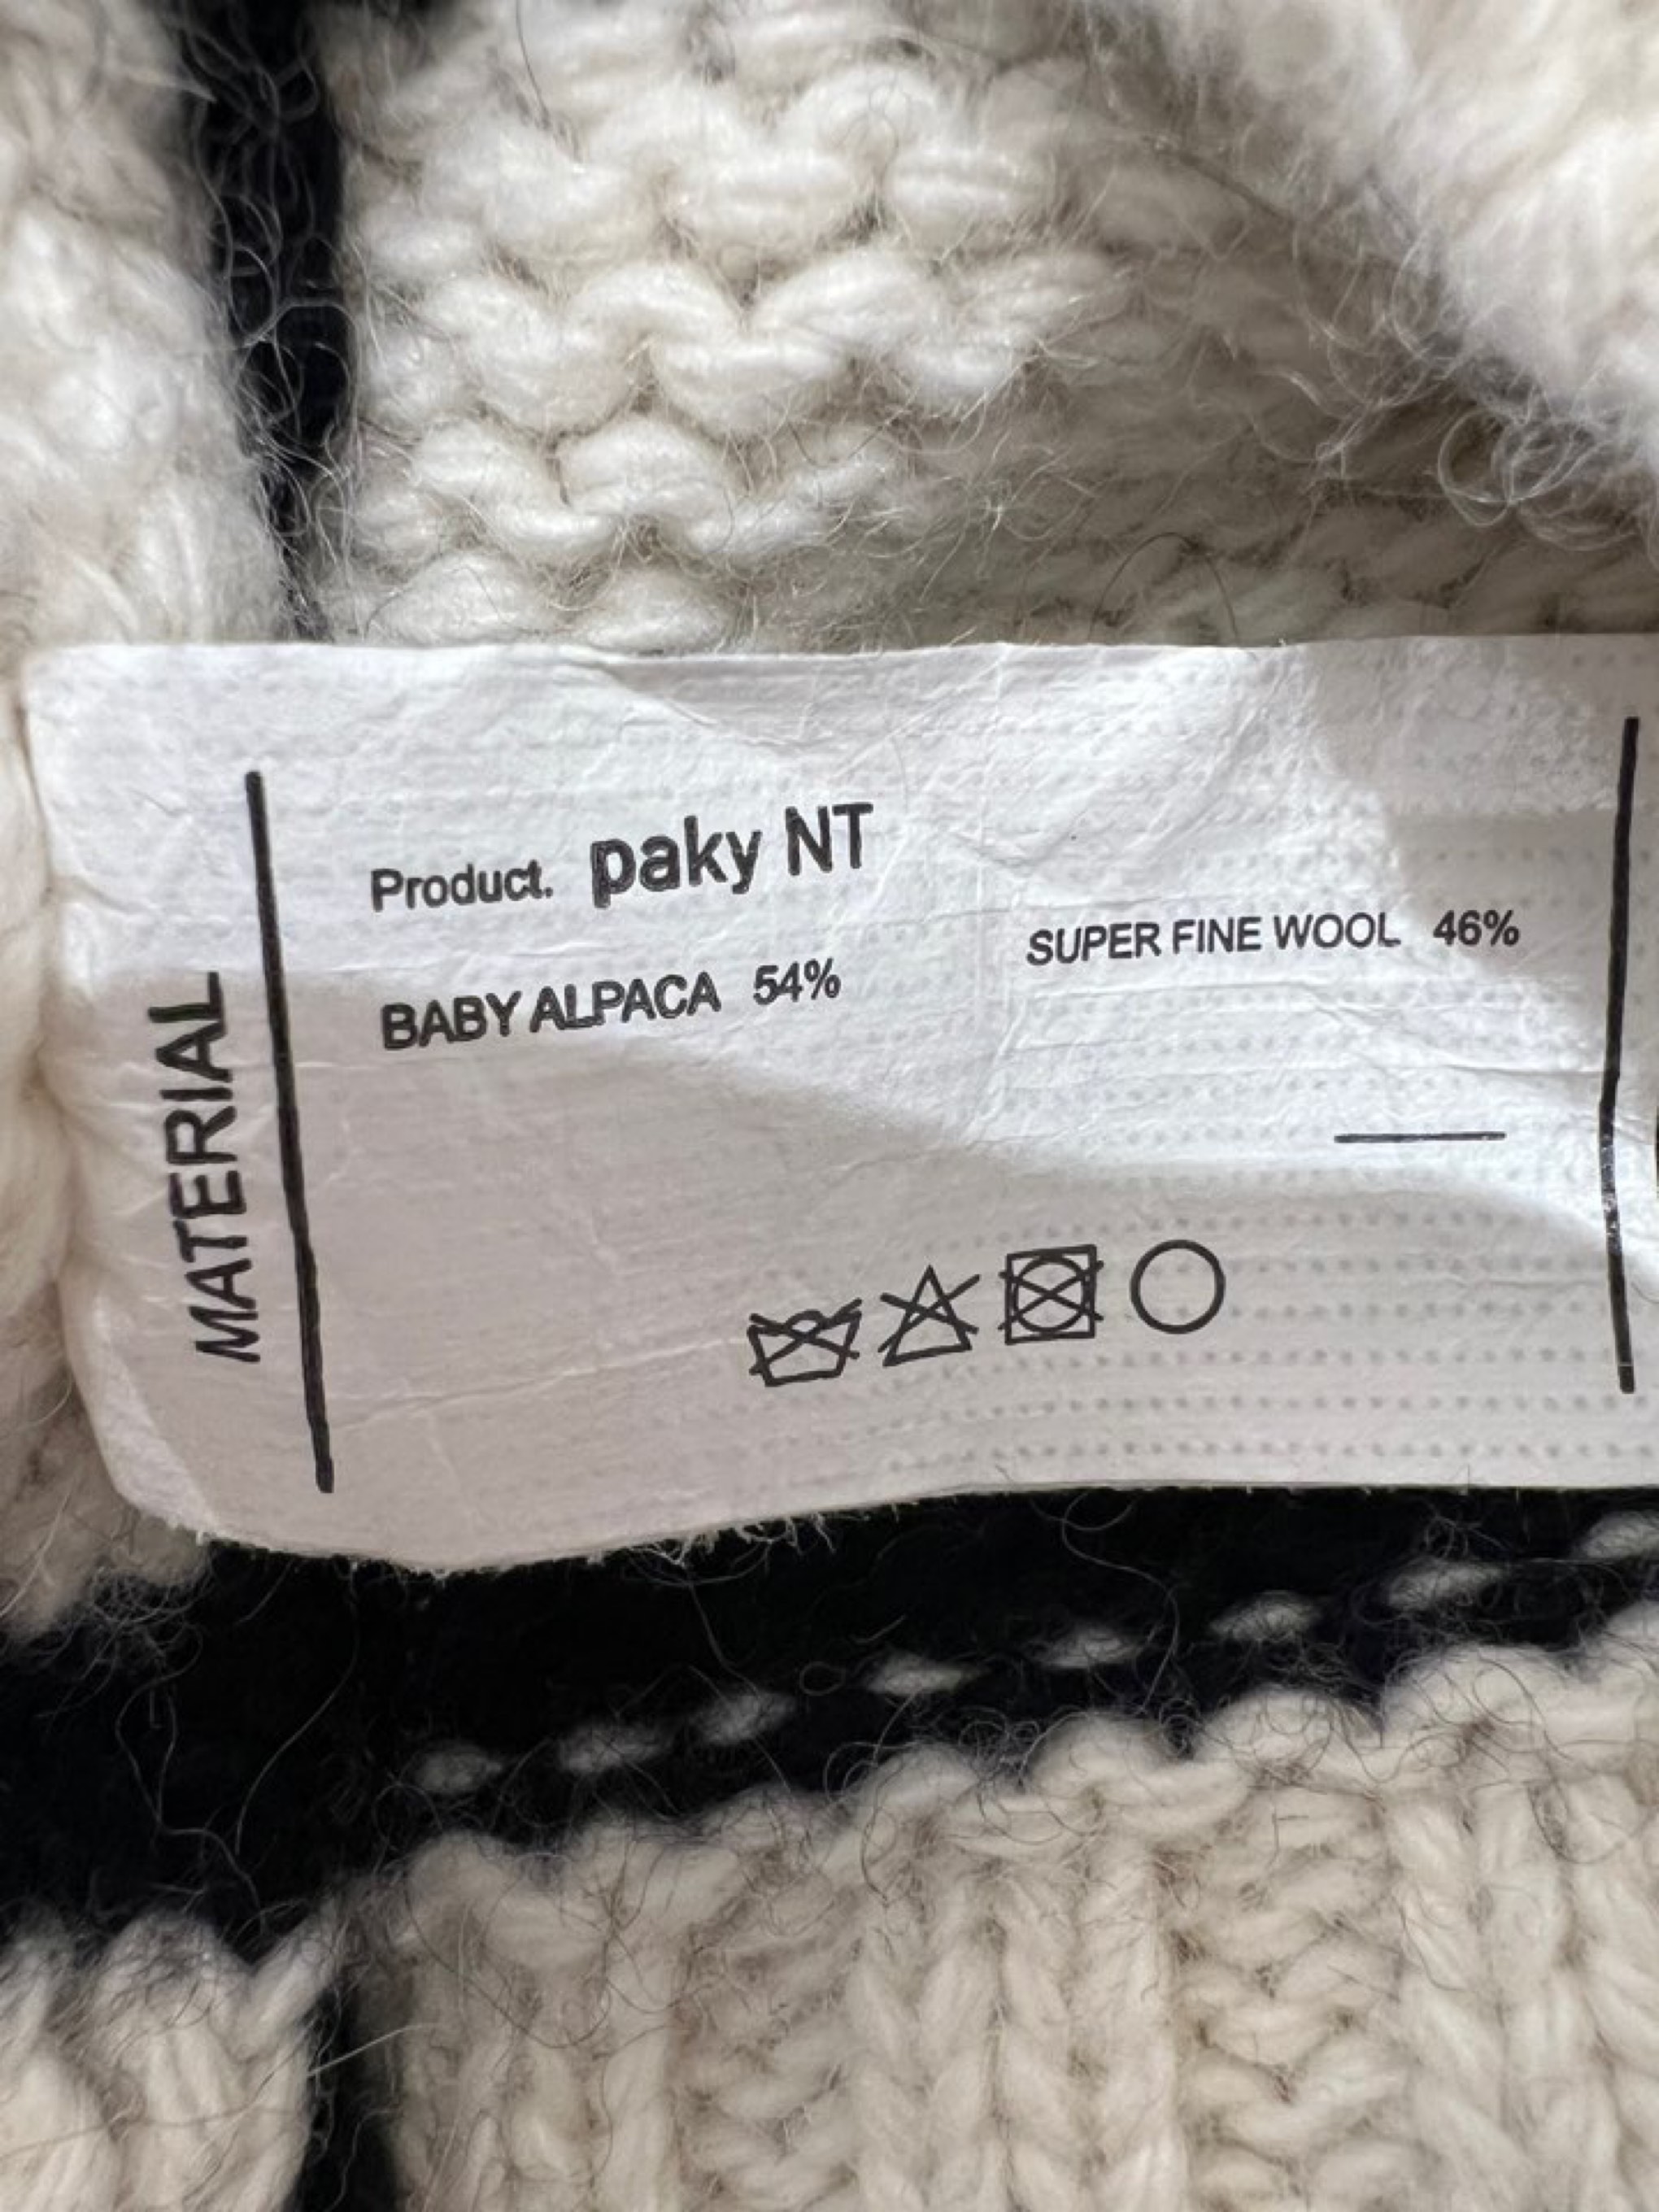 MATERIAL
Product. paky NT
BABY ALPACA 54%
SUPER FINE WOOL 46%